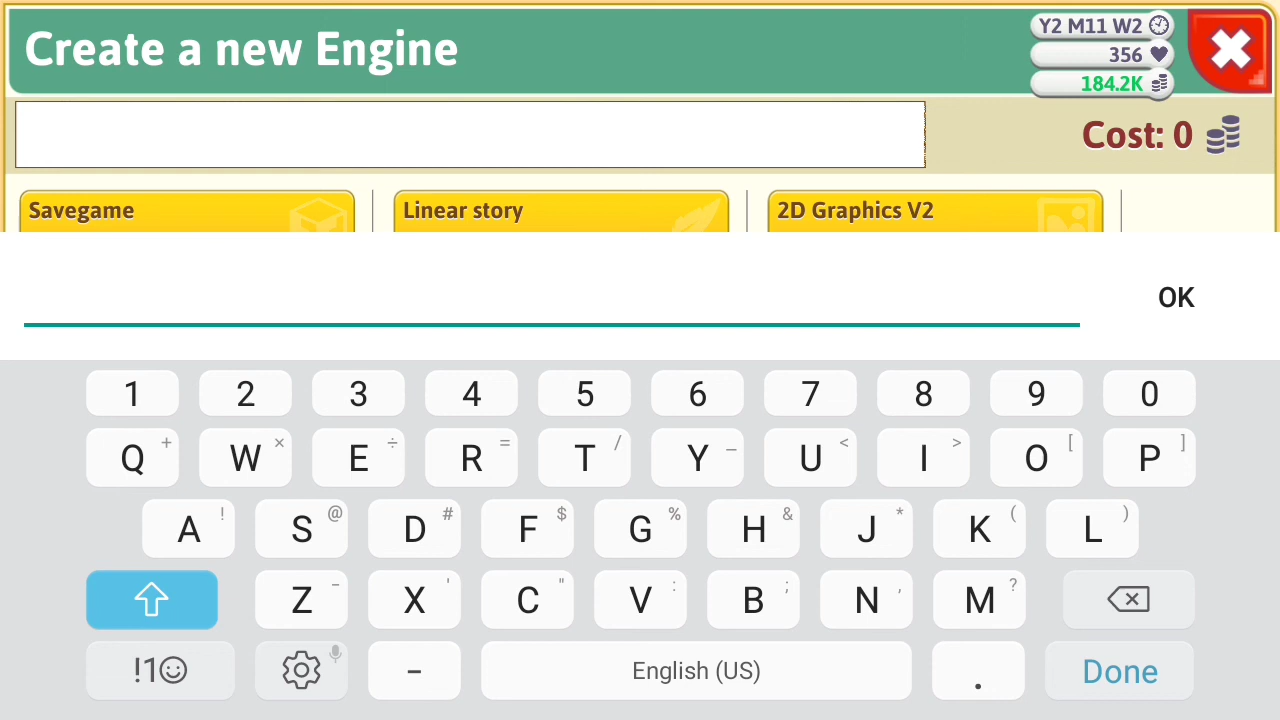 Create a new Engine
Y2 M11 W2
356
184.2K
Cost: 0
Savegame
Linear story
2D Graphics V2
OK
1 2 3 4 5 6 7 8 9 0
Q + W × E ÷ R = T / Y _ U < I > O [ P ]
A ! S @ D # F $ G % H & J * K ( L )
Z - X ' C " V : B ; N , M ?
!1☺ - English (US) . Done